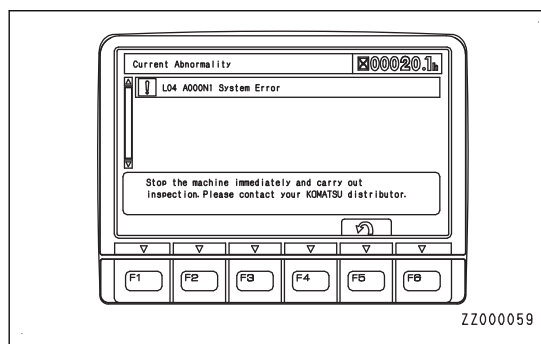 Current Abnormality
00020.1h
! L04 A000N1 System Error
Stop the machine immediately and carry out
inspection. Please contact your KOMATSU distributor.
F1 F2 F3 F4 F5 F6
ZZ000059